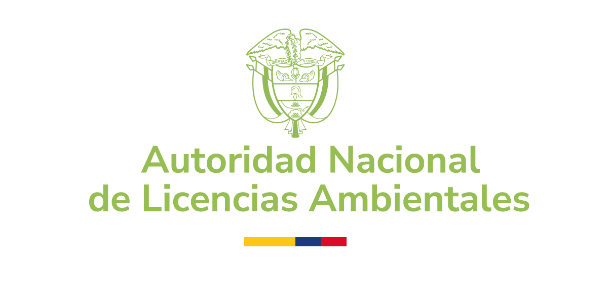 Autoridad Nacional
de Licencias Ambientales